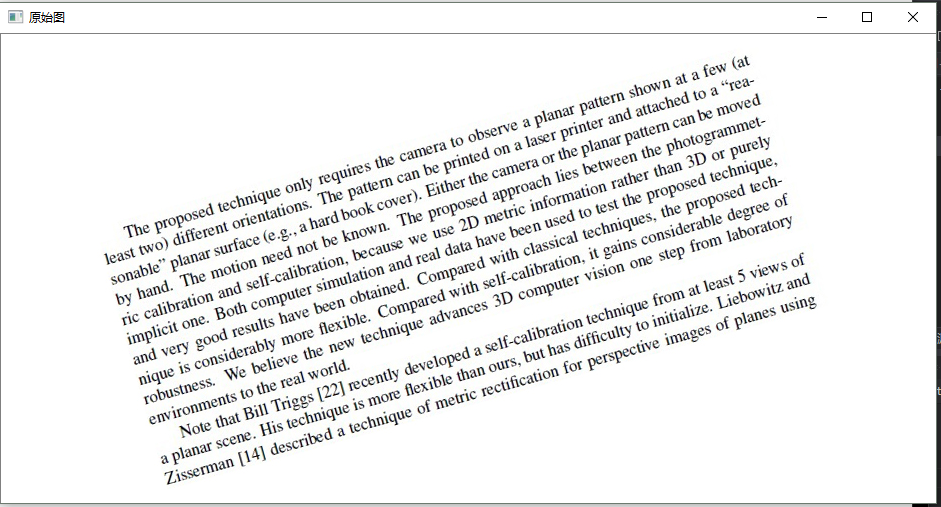 原始图
The proposed technique only requires the camera to observe a planar pattern shown at a few (at
least two) different orientations. The pattern can be printed on a laser printer and attached to a “rea-
sonable” planar surface (e.g., a hard book cover). Either the camera or the planar pattern can be moved
by hand. The motion need not be known. The proposed approach lies between the photogrammet-
ric calibration and self-calibration, because we use 2D metric information rather than 3D or purely
implicit one. Both computer simulation and real data have been used to test the proposed technique,
and very good results have been obtained. Compared with classical techniques, the proposed tech-
nique is considerably more flexible. Compared with self-calibration, it gains considerable degree of
robustness. We believe the new technique advances 3D computer vision one step from laboratory
environments to the real world.
Note that Bill Triggs [22] recently developed a self-calibration technique from at least 5 views of
a planar scene. His technique is more flexible than ours, but has difficulty to initialize. Liebowitz and
Zisserman [14] described a technique of metric rectification for perspective images of planes using